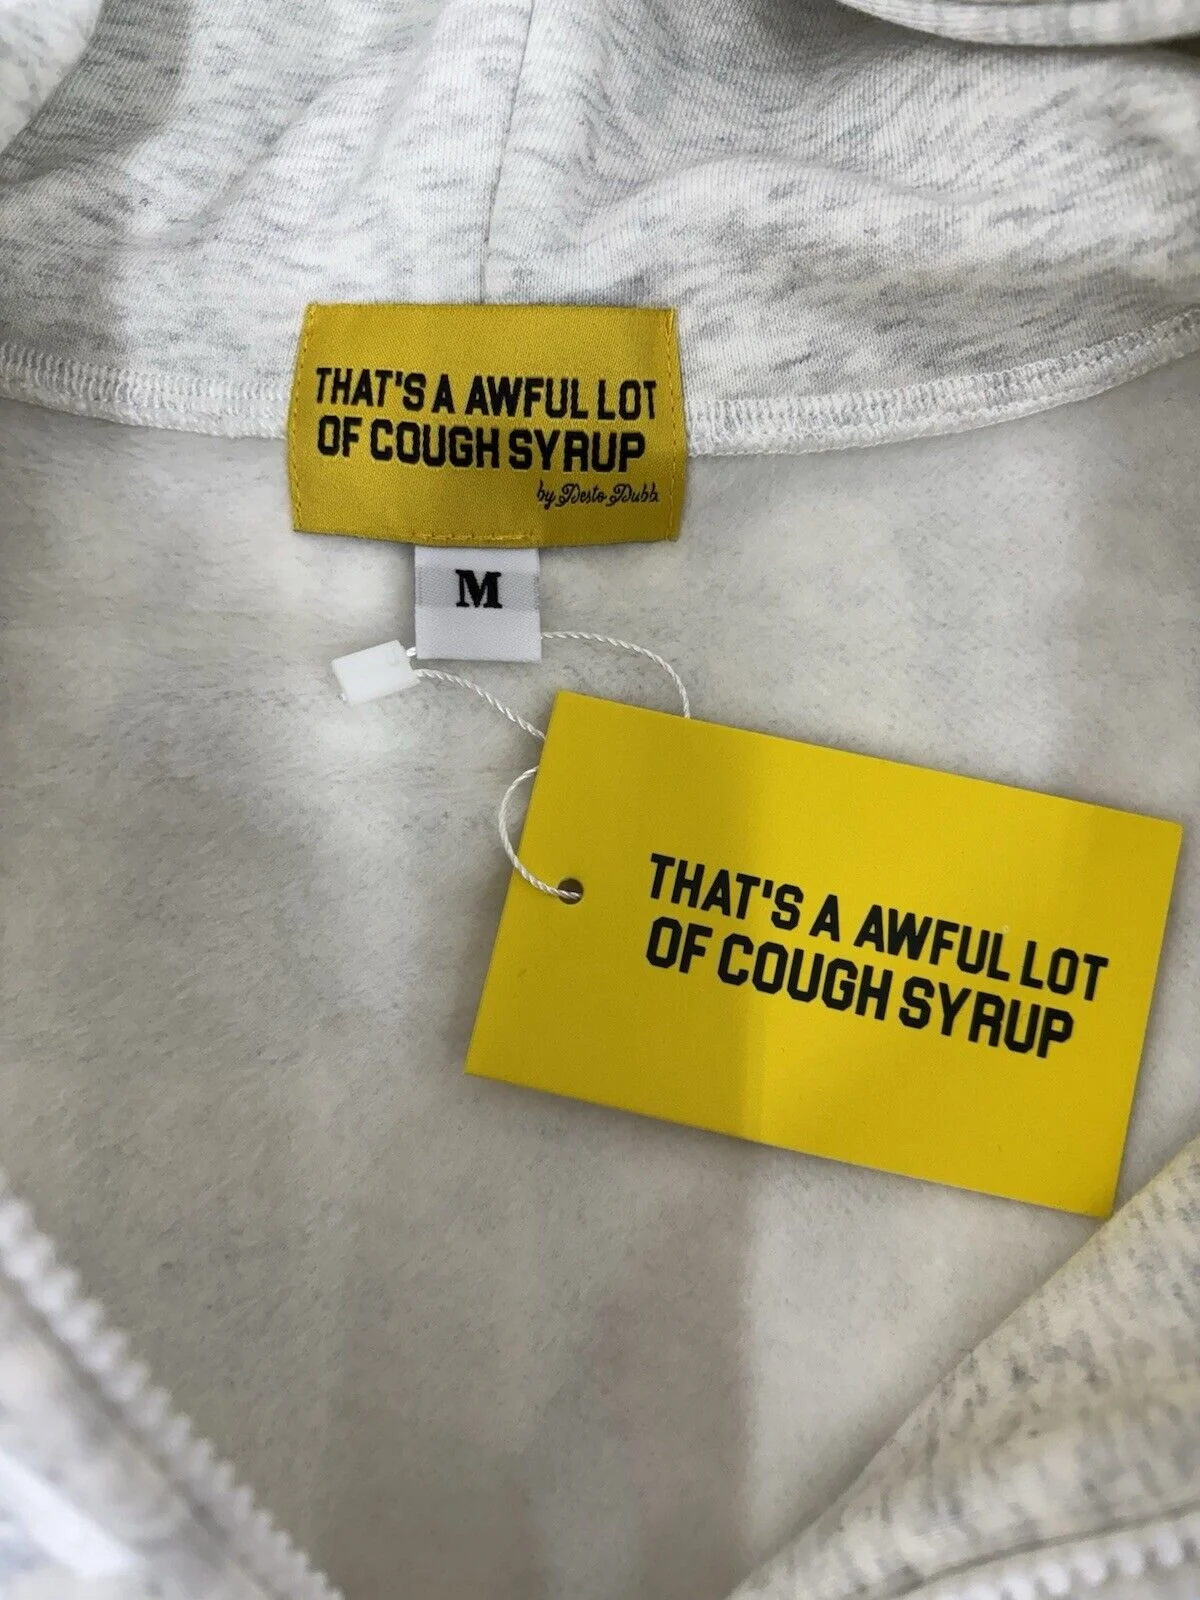 THAT'S A AWFUL LOT
OF COUGH SYRUP
by Desto Dubb
M
THAT'S A AWFUL LOT
OF COUGH SYRUP